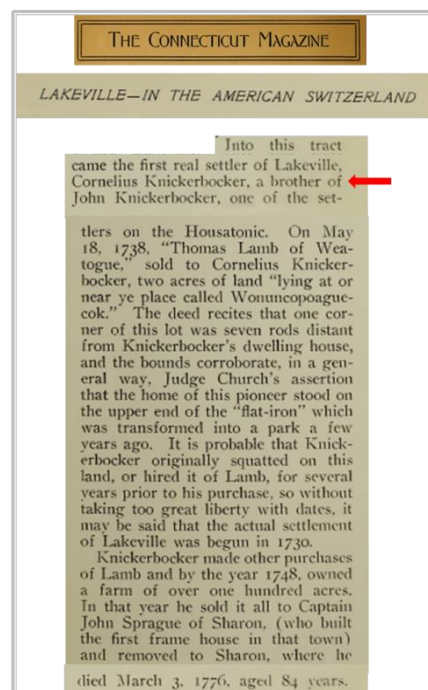 THE CONNECTICUT MAGAZINE
LAKEVILLE—IN THE AMERICAN SWITZERLAND
Into this tract
came the first real settler of Lakeville,
Cornelius Knickerbocker, a brother of
John Knickerbocker, one of the set-
tlers on the Housatonic. On May
18, 1738, "Thomas Lamb of Wea-
togue," sold to Cornelius Knicker-
bocker, two acres of land "lying at or
near ye place called Wonuncopoague-
cok." The deed recites that one cor-
ner of this lot was seven rods distant
from Knickerbocker's dwelling house,
and the bounds corroborate, in a gen-
eral way, Judge Church's assertion
that the home of this pioneer stood on
the upper end of the "flat-iron" which
was transformed into a park a few
years ago. It is probable that Knick-
erbocker originally squatted on this
land, or hired it of Lamb, for several
years prior to his purchase, so without
taking too great liberty with dates, it
may be said that the actual settlement
of Lakeville was begun in 1730.
Knickerbocker made other purchases
of Lamb and by the year 1748, owned
a farm of over one hundred acres.
In that year he sold it all to Captain
John Sprague of Sharon, (who built
the first frame house in that town)
and removed to Sharon, where he
died March 3, 1776, aged 84 years.